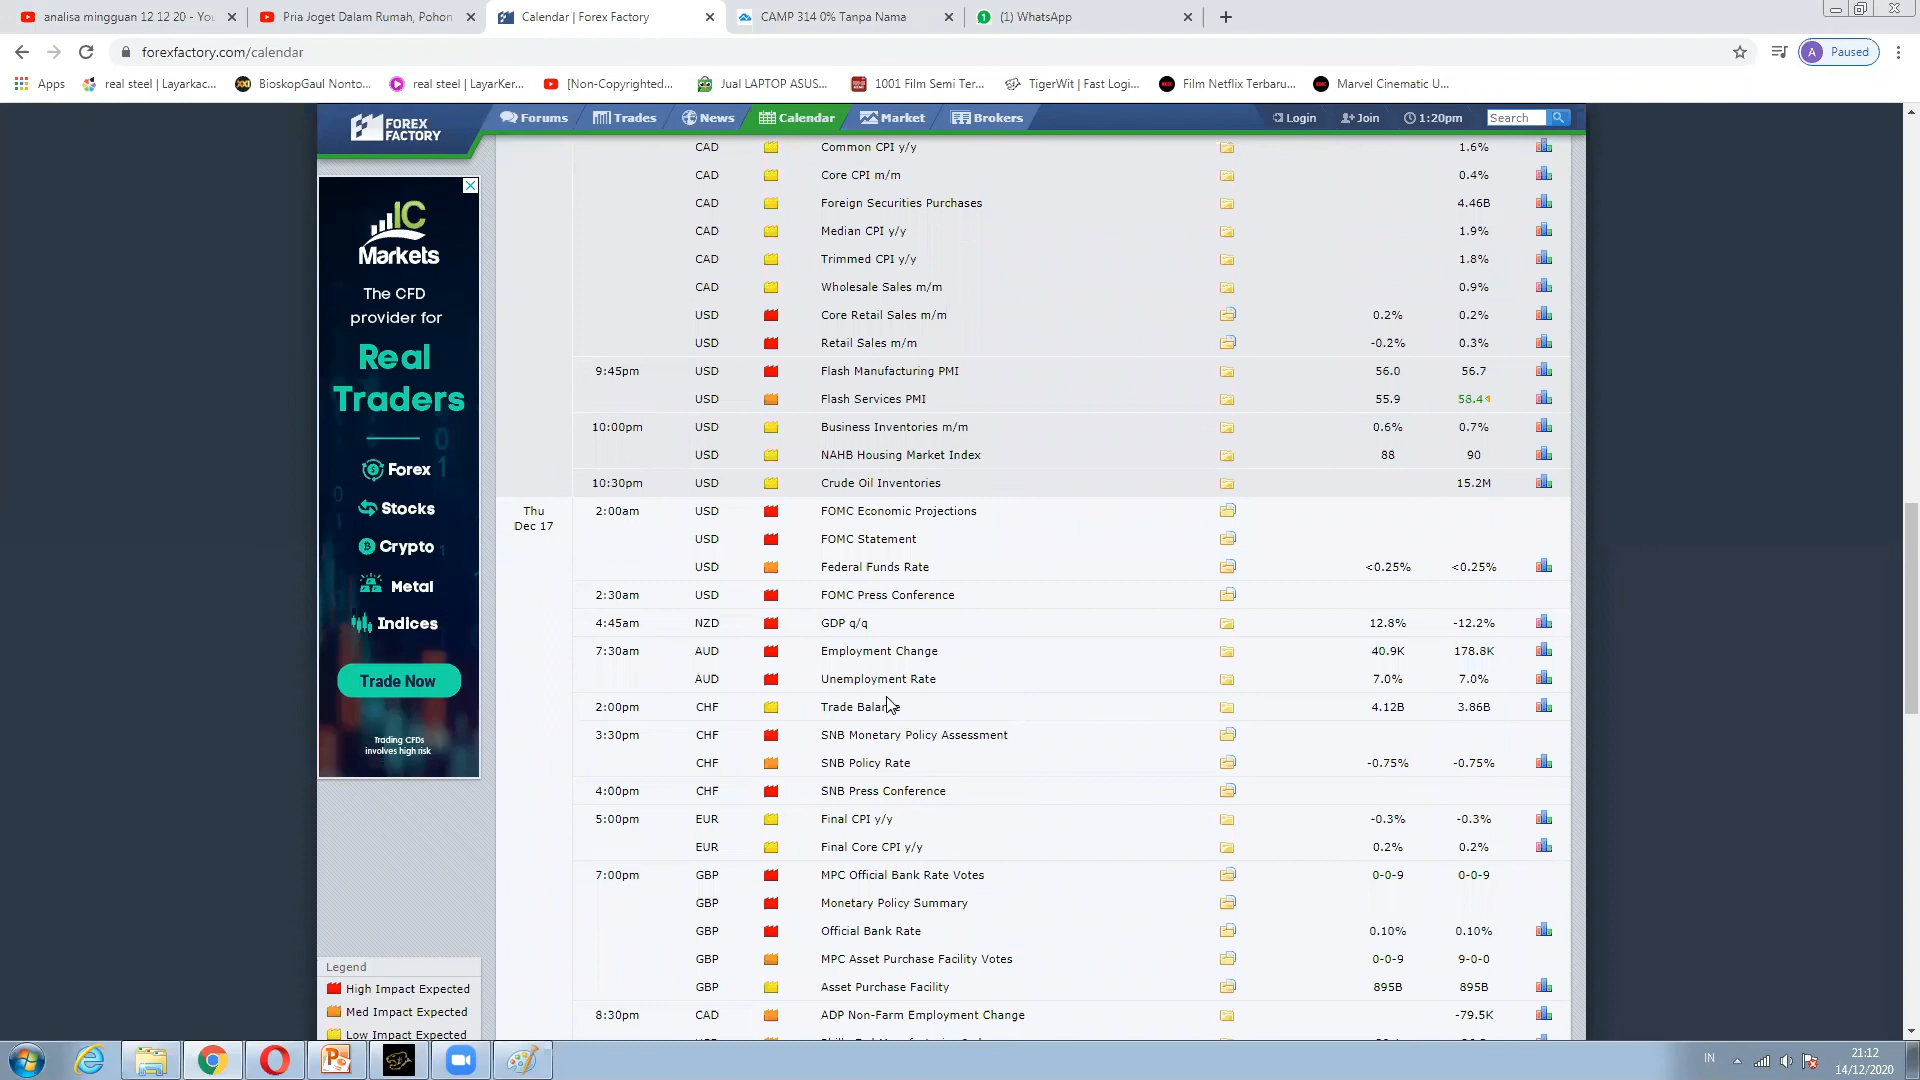 analisa mingguan 12 12 20 - You
Pria Joget Dalam Rumah, Pohon
Calendar | Forex Factory
CAMP 314 0% Tanpa Nama
(1) WhatsApp
forexfactory.com/calendar
A Paused
Apps
real steel | Layarkac...
BioskopGaul Nonto...
real steel | LayarKer...
[Non-Copyrighted...
Jual LAPTOP ASUS...
1001 Film Semi Ter...
TigerWit | Fast Logi...
Film Netflix Terbaru...
Marvel Cinematic U...
FOREX FACTORY
Forums
Trades
News
Calendar
Market
Brokers
Login
Join
1:20pm
Search
IC
Markets
The CFD
provider for
Real
Traders
Forex
Stocks
Crypto
Metal
Indices
Trade Now
Trading CFDs
involves high risk
Legend
High Impact Expected
Med Impact Expected
Low Impact Expected
CAD Common CPI y/y 1.6%
CAD Core CPI m/m 0.4%
CAD Foreign Securities Purchases 4.46B
CAD Median CPI y/y 1.9%
CAD Trimmed CPI y/y 1.8%
CAD Wholesale Sales m/m 0.9%
USD Core Retail Sales m/m 0.2% 0.2%
USD Retail Sales m/m -0.2% 0.3%
9:45pm USD Flash Manufacturing PMI 56.0 56.7
USD Flash Services PMI 55.9 58.4
10:00pm USD Business Inventories m/m 0.6% 0.7%
USD NAHB Housing Market Index 88 90
10:30pm USD Crude Oil Inventories 15.2M
Thu 2:00am USD FOMC Economic Projections
Dec 17
USD FOMC Statement
USD Federal Funds Rate <0.25% <0.25%
2:30am USD FOMC Press Conference
4:45am NZD GDP q/q 12.8% -12.2%
7:30am AUD Employment Change 40.9K 178.8K
AUD Unemployment Rate 7.0% 7.0%
2:00pm CHF Trade Balance 4.12B 3.86B
3:30pm CHF SNB Monetary Policy Assessment
CHF SNB Policy Rate -0.75% -0.75%
4:00pm CHF SNB Press Conference
5:00pm EUR Final CPI y/y -0.3% -0.3%
EUR Final Core CPI y/y 0.2% 0.2%
7:00pm GBP MPC Official Bank Rate Votes 0-0-9 0-0-9
GBP Monetary Policy Summary
GBP Official Bank Rate 0.10% 0.10%
GBP MPC Asset Purchase Facility Votes 0-0-9 9-0-0
GBP Asset Purchase Facility 895B 895B
8:30pm CAD ADP Non-Farm Employment Change -79.5K
IN
21:12
14/12/2020